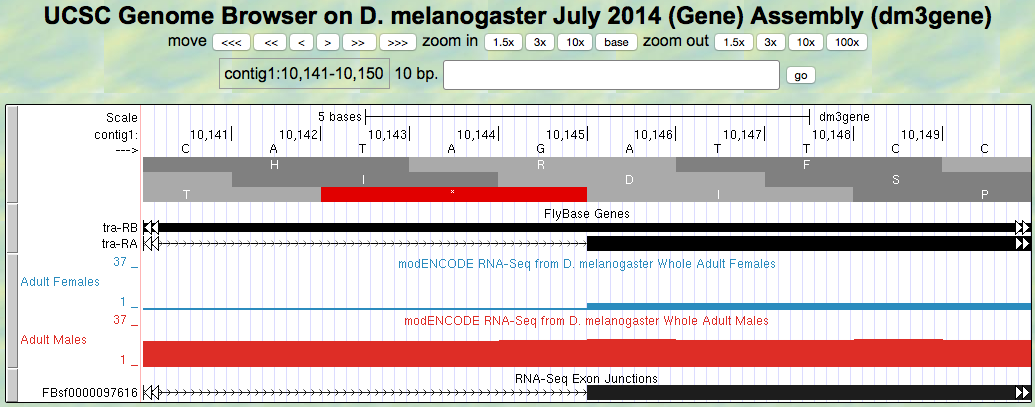 UCSC Genome Browser on D. melanogaster July 2014 (Gene) Assembly (dm3gene)
move <<< << < > >> >>> zoom in 1.5x 3x 10x base zoom out 1.5x 3x 10x 100x
contig1:10,141-10,150 10 bp. go
Scale 5 bases dm3gene
contig1: 10,141 10,142 10,143 10,144 10,145 10,146 10,147 10,148 10,149
---> C A T A G A T T C C
H R F
I D S
T * I P
FlyBase Genes
tra-RB
tra-RA
37 _
modENCODE RNA-Seq from D. melanogaster Whole Adult Females
Adult Females
1 _
37 _
modENCODE RNA-Seq from D. melanogaster Whole Adult Males
Adult Males
1 _
RNA-Seq Exon Junctions
FBsf0000097616